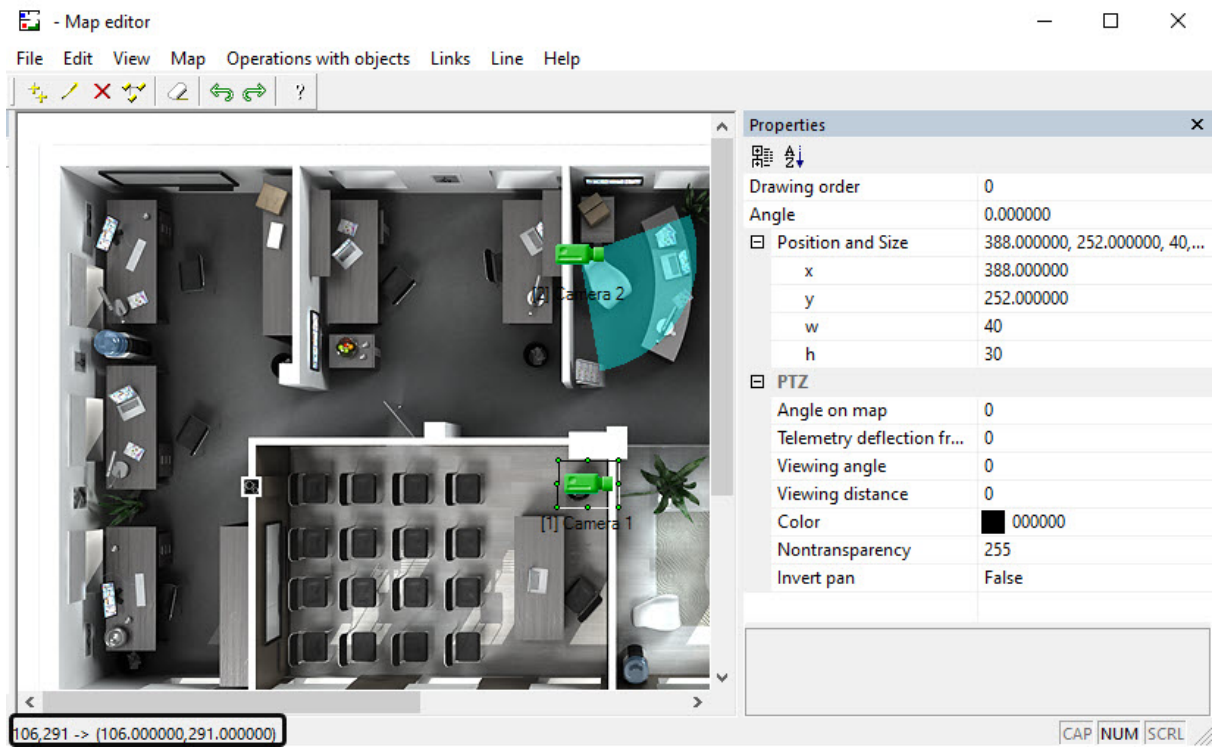 - Map editor
File Edit View Map Operations with objects Links Line Help
?
Properties
Drawing order 0
Angle 0.000000
Position and Size 388.000000, 252.000000, 40,...
x 388.000000
y 252.000000
w 40
h 30
PTZ
Angle on map 0
Telemetry deflection fr... 0
Viewing angle 0
Viewing distance 0
Color 000000
Nontransparency 255
Invert pan False
[2] Camera 2
[1] Camera 1
106,291 -> (106.000000,291.000000)
CAP NUM SCRL